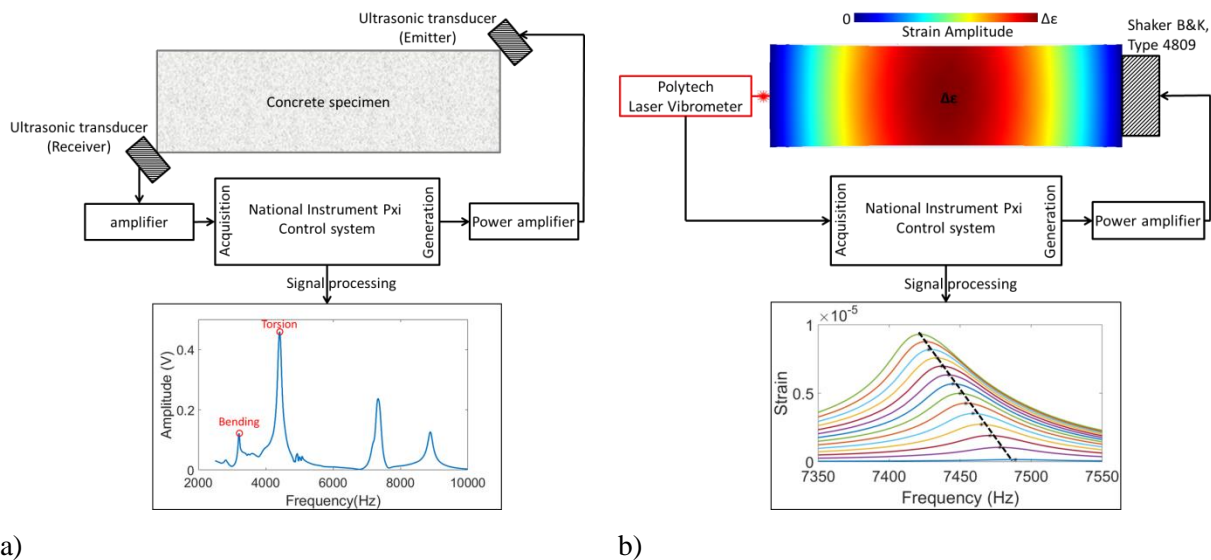 Ultrasonic transducer
(Emitter)
Concrete specimen
Ultrasonic transducer
(Receiver)
amplifier
Acquisition
National Instrument Pxi
Control system
Generation
Power amplifier
Signal processing
Torsion
Bending
Amplitude (V)
0.4
0.2
0
2000 4000 6000 8000 10000
Frequency(Hz)
a)
0 Δε
Strain Amplitude
Shaker B&K,
Type 4809
Polytech
Laser Vibrometer
Δε
Acquisition
National Instrument Pxi
Control system
Generation
Power amplifier
Signal processing
×10⁻⁵
1
0.5
0
Strain
7350 7400 7450 7500 7550
Frequency (Hz)
b)